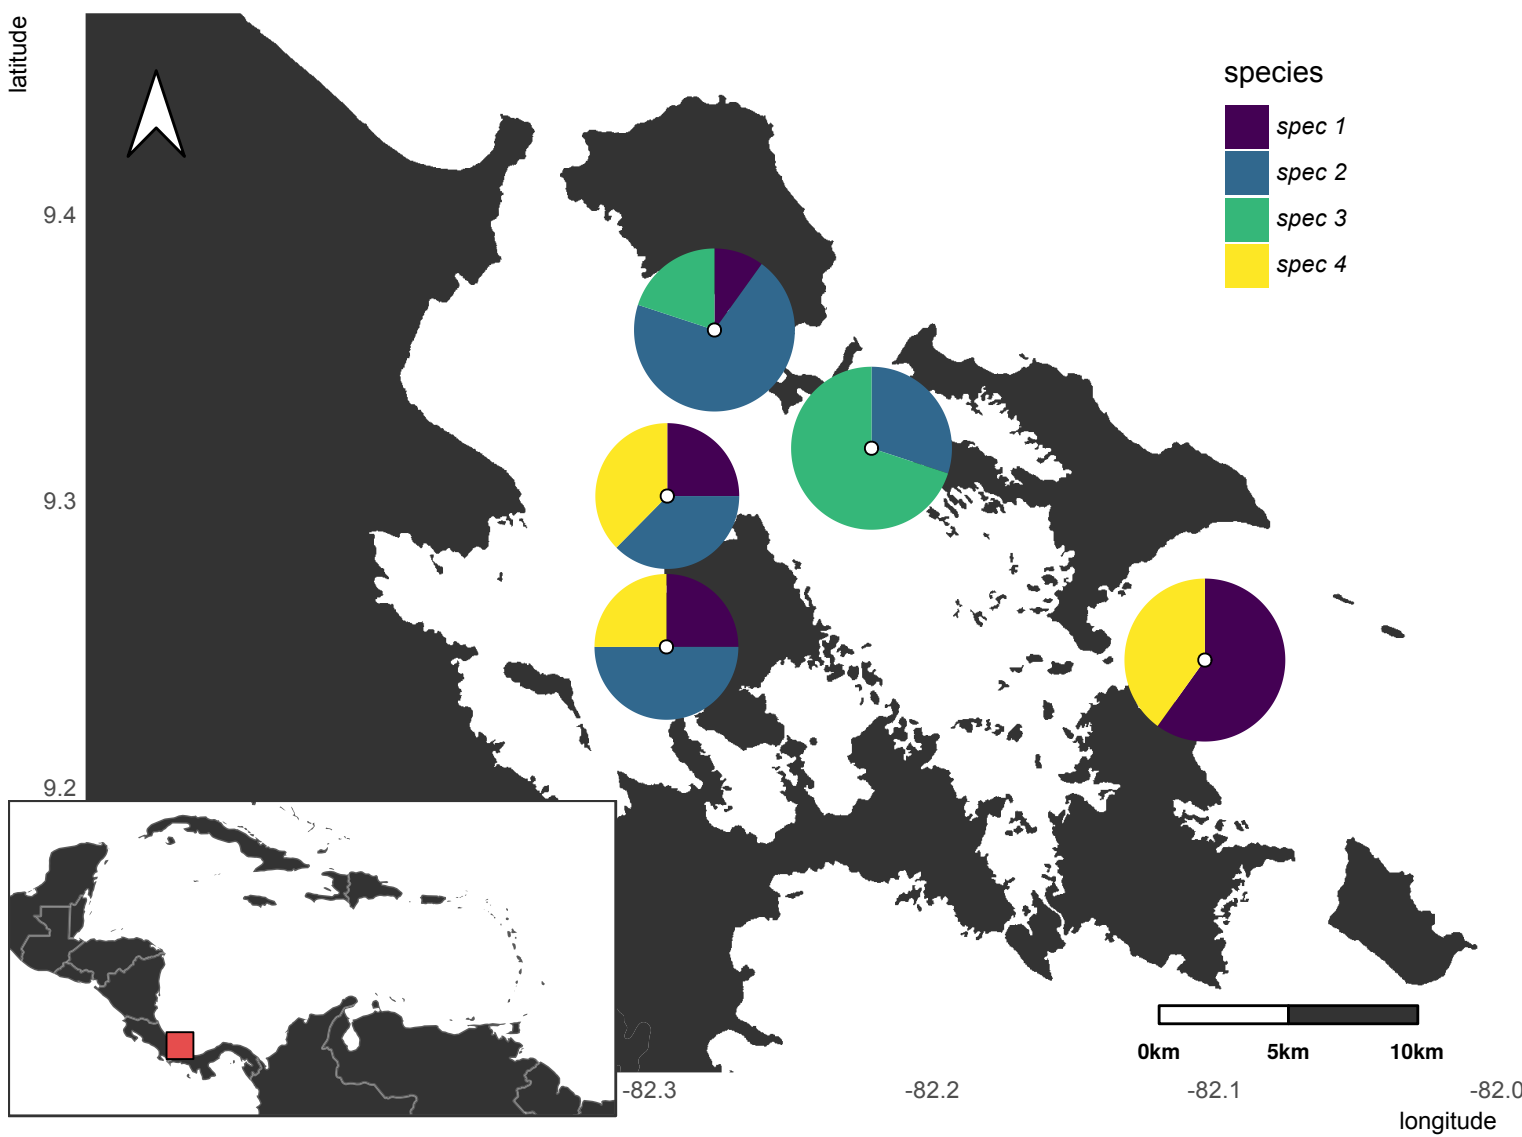 latitude
species
spec 1
spec 2
spec 3
spec 4
9.4
9.3
9.2
0km 5km 10km
-82.3 -82.2 -82.1 -82.0
longitude